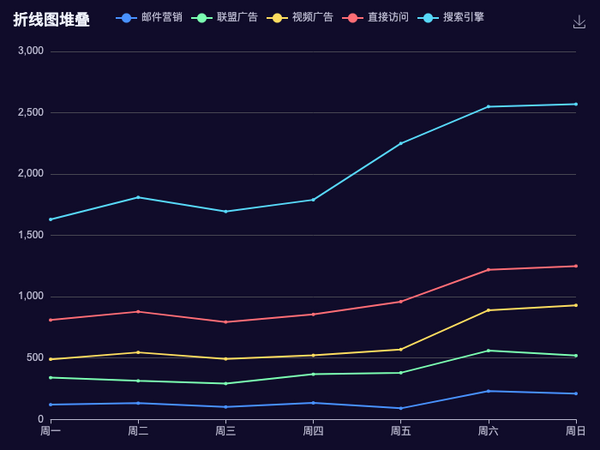 折线图堆叠
邮件营销 联盟广告 视频广告 直接访问 搜索引擎
3,000
2,500
2,000
1,500
1,000
500
0
周一 周二 周三 周四 周五 周六 周日